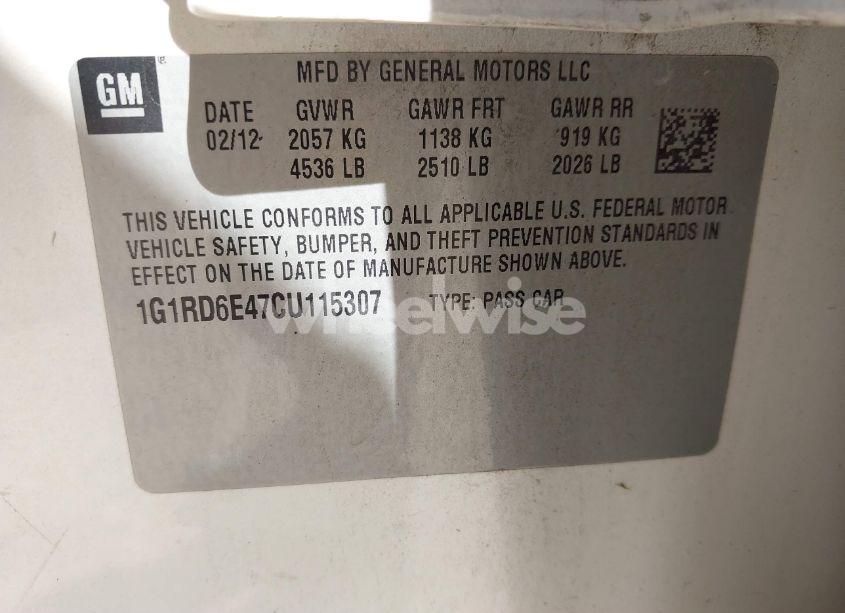 GM
MFD BY GENERAL MOTORS LLC
DATE GVWR GAWR FRT GAWR RR
02/12 2057 KG 1138 KG 919 KG
4536 LB 2510 LB 2026 LB
THIS VEHICLE CONFORMS TO ALL APPLICABLE U.S. FEDERAL MOTOR
VEHICLE SAFETY, BUMPER, AND THEFT PREVENTION STANDARDS IN
EFFECT ON THE DATE OF MANUFACTURE SHOWN ABOVE.
1G1RD6E47CU115307 TYPE: PASS CAR
wheelwise